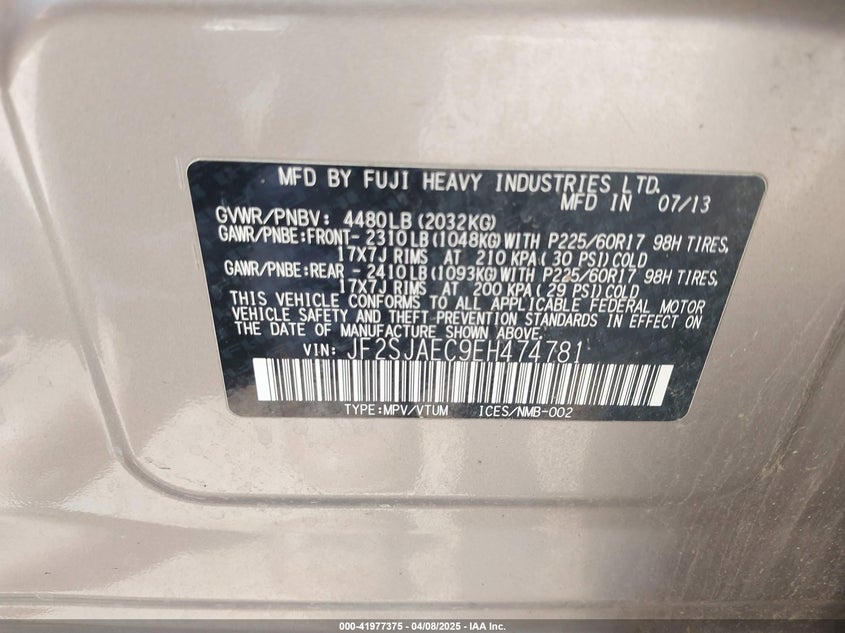 MFD BY FUJI HEAVY INDUSTRIES LTD.
MFD IN 07/13
GVWR/PNBV: 4480LB(2032KG)
GAWR/PNBE:FRONT- 2310LB(1048KG)WITH P225/60R17 98H TIRES,
17X7J RIMS AT 210 KPA(30 PSI)COLD
GAWR/PNBE:REAR - 2410LB(1093KG)WITH P225/60R17 98H TIRES,
17X7J RIMS AT 200 KPA(29 PSI)COLD
THIS VEHICLE CONFORMS TO ALL APPLICABLE FEDERAL MOTOR
VEHICLE SAFETY AND THEFT PREVENTION STANDARDS IN EFFECT ON
THE DATE OF MANUFACTURE SHOWN ABOVE.
VIN: JF2SJAEC9EH474781
TYPE:MPV/VTUM ICES/NMB-002
000-41977375 - 04/08/2025 - IAA Inc.